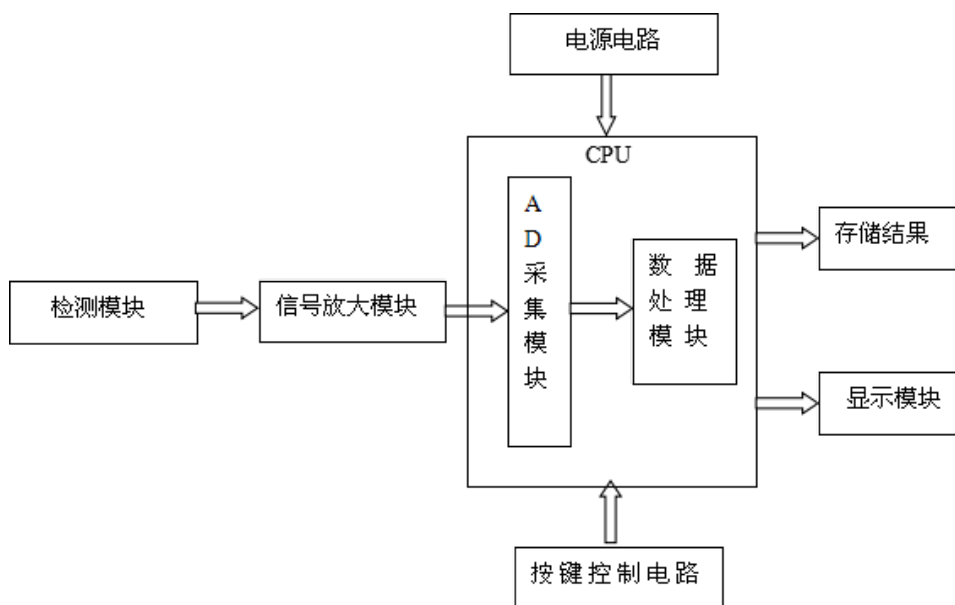 电源电路
CPU
A
D
采
集
模
块
数 据
处 理
模 块
存储结果
检测模块
信号放大模块
显示模块
按键控制电路